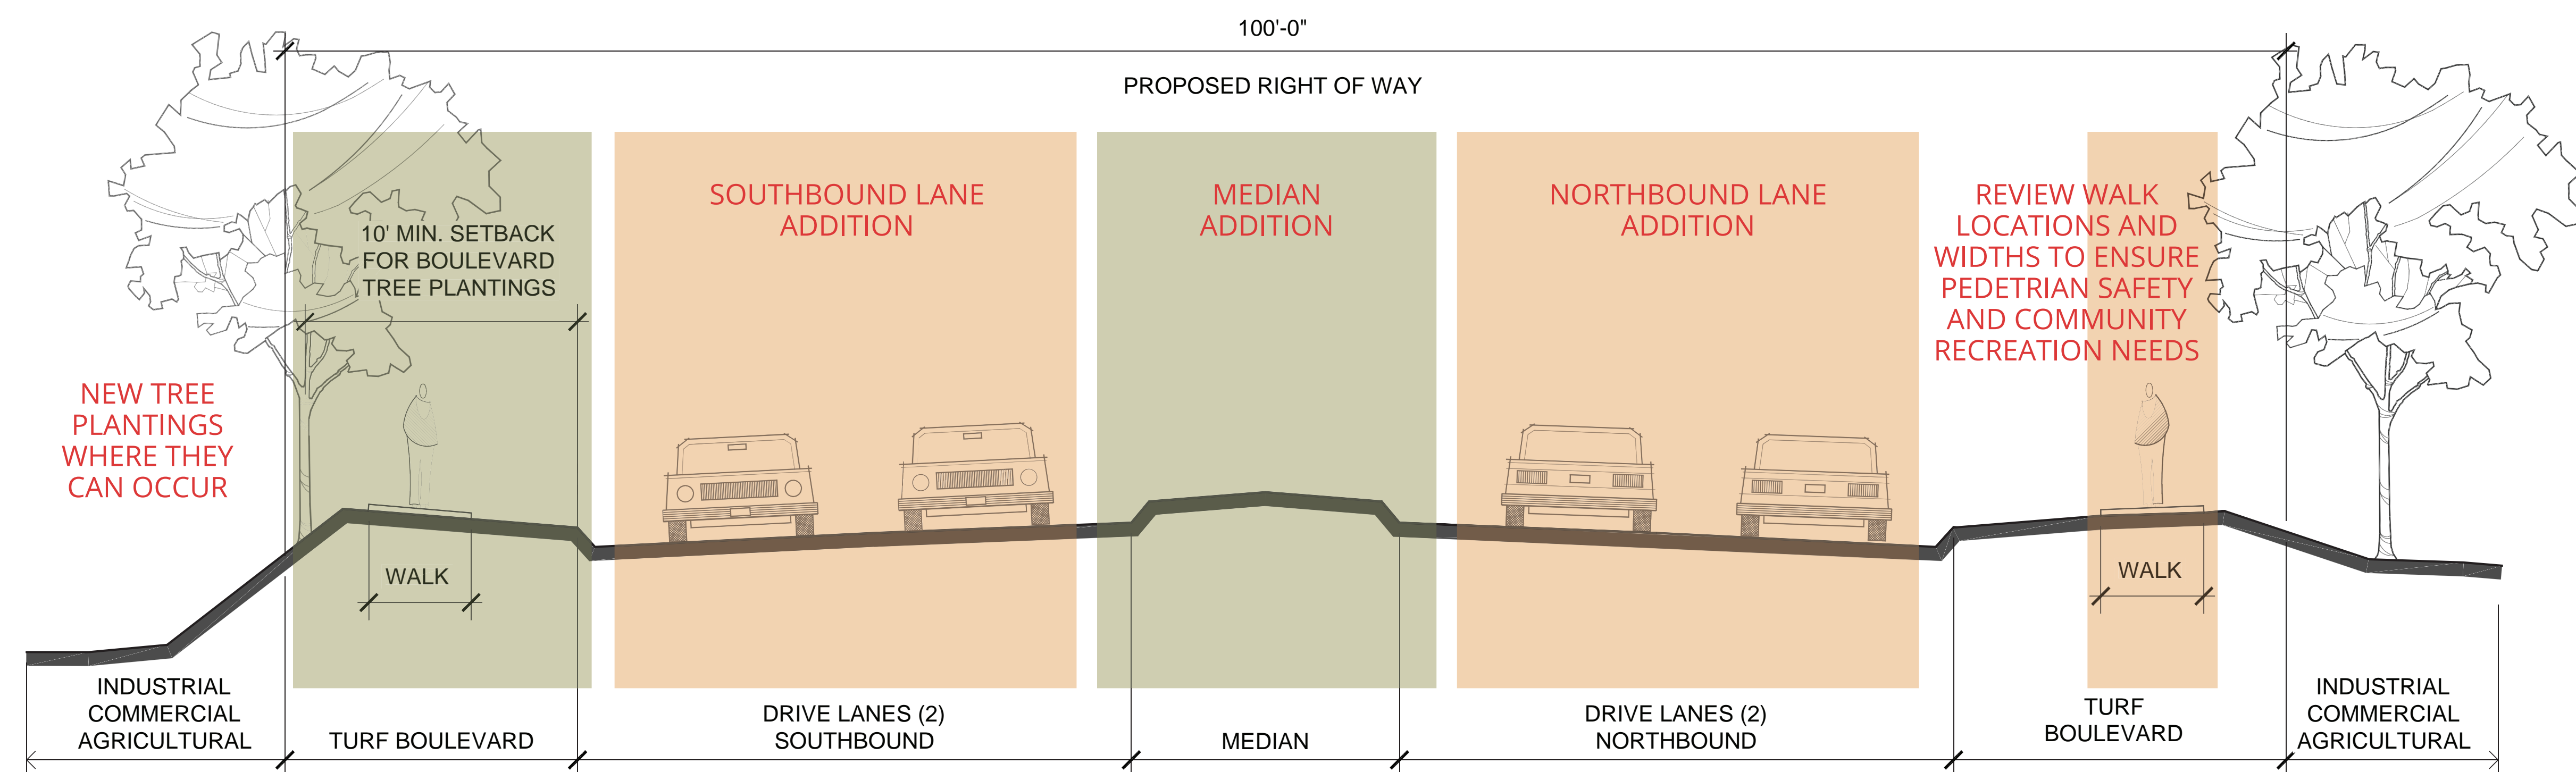 100'-0"
PROPOSED RIGHT OF WAY
10' MIN. SETBACK
FOR BOULEVARD
TREE PLANTINGS
SOUTHBOUND LANE
ADDITION
MEDIAN
ADDITION
NORTHBOUND LANE
ADDITION
REVIEW WALK
LOCATIONS AND
WIDTHS TO ENSURE
PEDETRIAN SAFETY
AND COMMUNITY
RECREATION NEEDS
NEW TREE
PLANTINGS
WHERE THEY
CAN OCCUR
WALK
WALK
INDUSTRIAL
COMMERCIAL
AGRICULTURAL
TURF BOULEVARD
DRIVE LANES (2)
SOUTHBOUND
MEDIAN
DRIVE LANES (2)
NORTHBOUND
TURF
BOULEVARD
INDUSTRIAL
COMMERCIAL
AGRICULTURAL